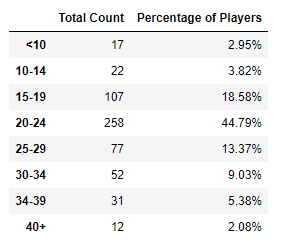 Total Count Percentage of Players
<10 17 2.95%
10-14 22 3.82%
15-19 107 18.58%
20-24 258 44.79%
25-29 77 13.37%
30-34 52 9.03%
34-39 31 5.38%
40+ 12 2.08%